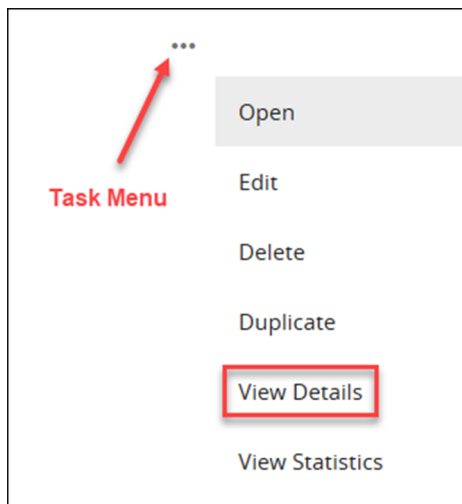 Open
Task Menu
Edit
Delete
Duplicate
View Details
View Statistics